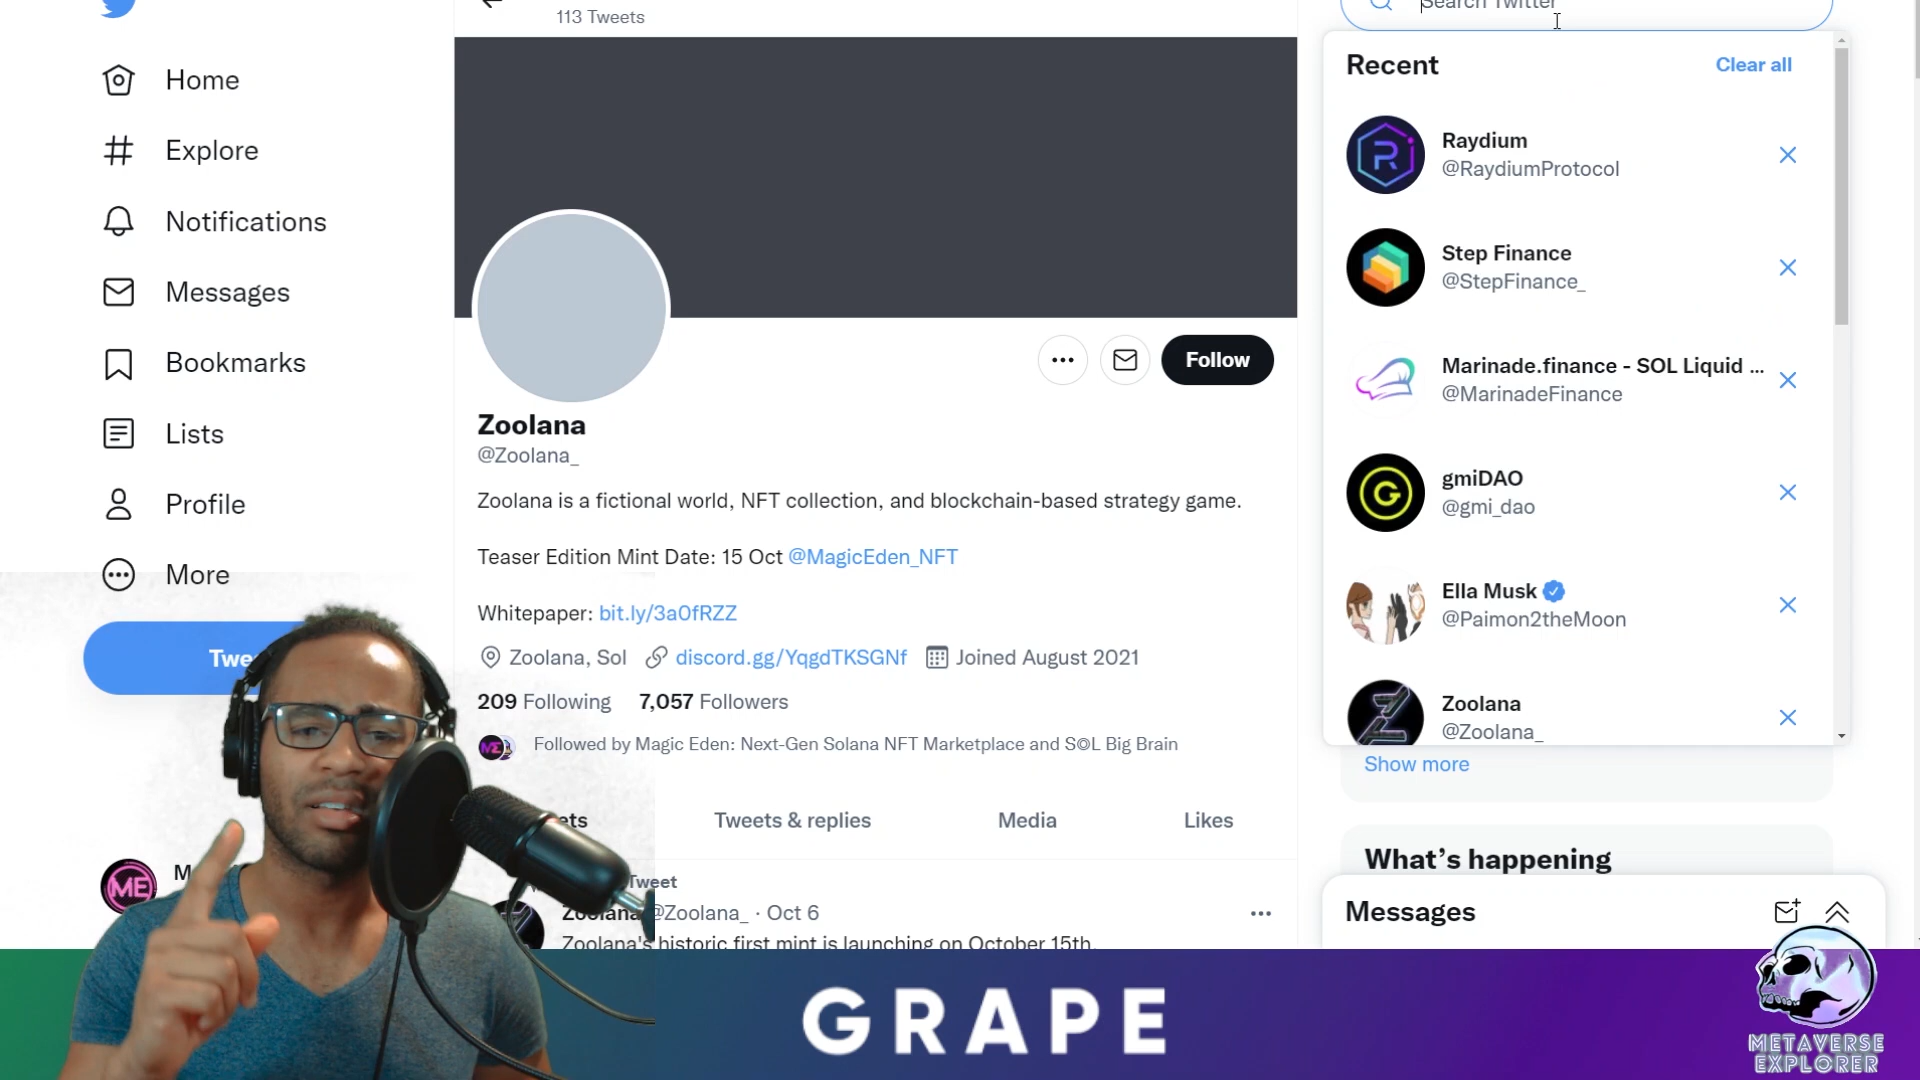 113 Tweets
Search Twitter
Home
Explore
Notifications
Messages
Bookmarks
Lists
Profile
More
Twe
M
ME
Follow
Zoolana
@Zoolana_
Zoolana is a fictional world, NFT collection, and blockchain-based strategy game.
Teaser Edition Mint Date: 15 Oct @MagicEden_NFT
Whitepaper: bit.ly/3a0fRZZ
Zoolana, Sol discord.gg/YqgdTKSGNf Joined August 2021
209 Following 7,057 Followers
Followed by Magic Eden: Next-Gen Solana NFT Marketplace and S◎L Big Brain
ets Tweets & replies Media Likes
Tweet
Zoolana @Zoolana_ · Oct 6
Zoolana's historic first mint is launching on October 15th.
Recent Clear all
Raydium
@RaydiumProtocol
Step Finance
@StepFinance_
Marinade.finance - SOL Liquid ...
@MarinadeFinance
gmiDAO
@gmi_dao
Ella Musk
@Paimon2theMoon
Zoolana
@Zoolana_
Show more
What's happening
Messages
GRAPE
METAVERSE
EXPLORER